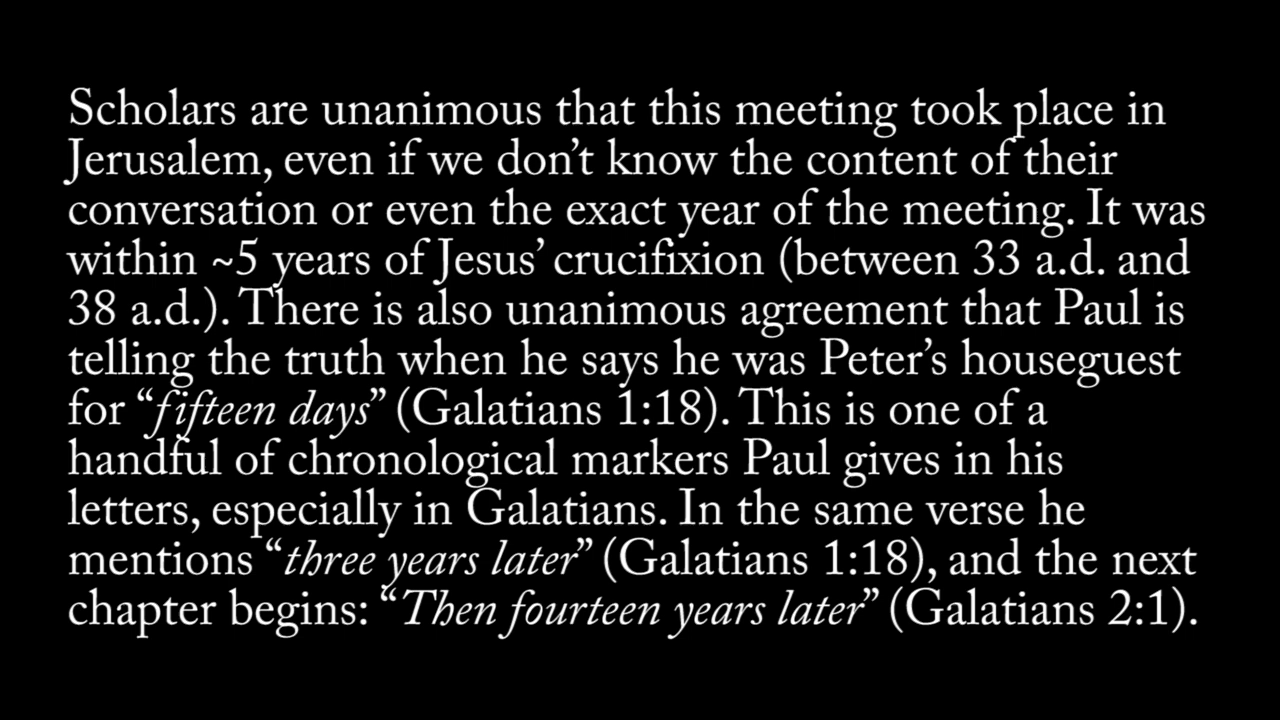 Scholars are unanimous that this meeting took place in
Jerusalem, even if we don’t know the content of their
conversation or even the exact year of the meeting. It was
within ~5 years of Jesus’ crucifixion (between 33 a.d. and
38 a.d.). There is also unanimous agreement that Paul is
telling the truth when he says he was Peter’s houseguest
for “fifteen days” (Galatians 1:18). This is one of a
handful of chronological markers Paul gives in his
letters, especially in Galatians. In the same verse he
mentions “three years later” (Galatians 1:18), and the next
chapter begins: “Then fourteen years later” (Galatians 2:1).